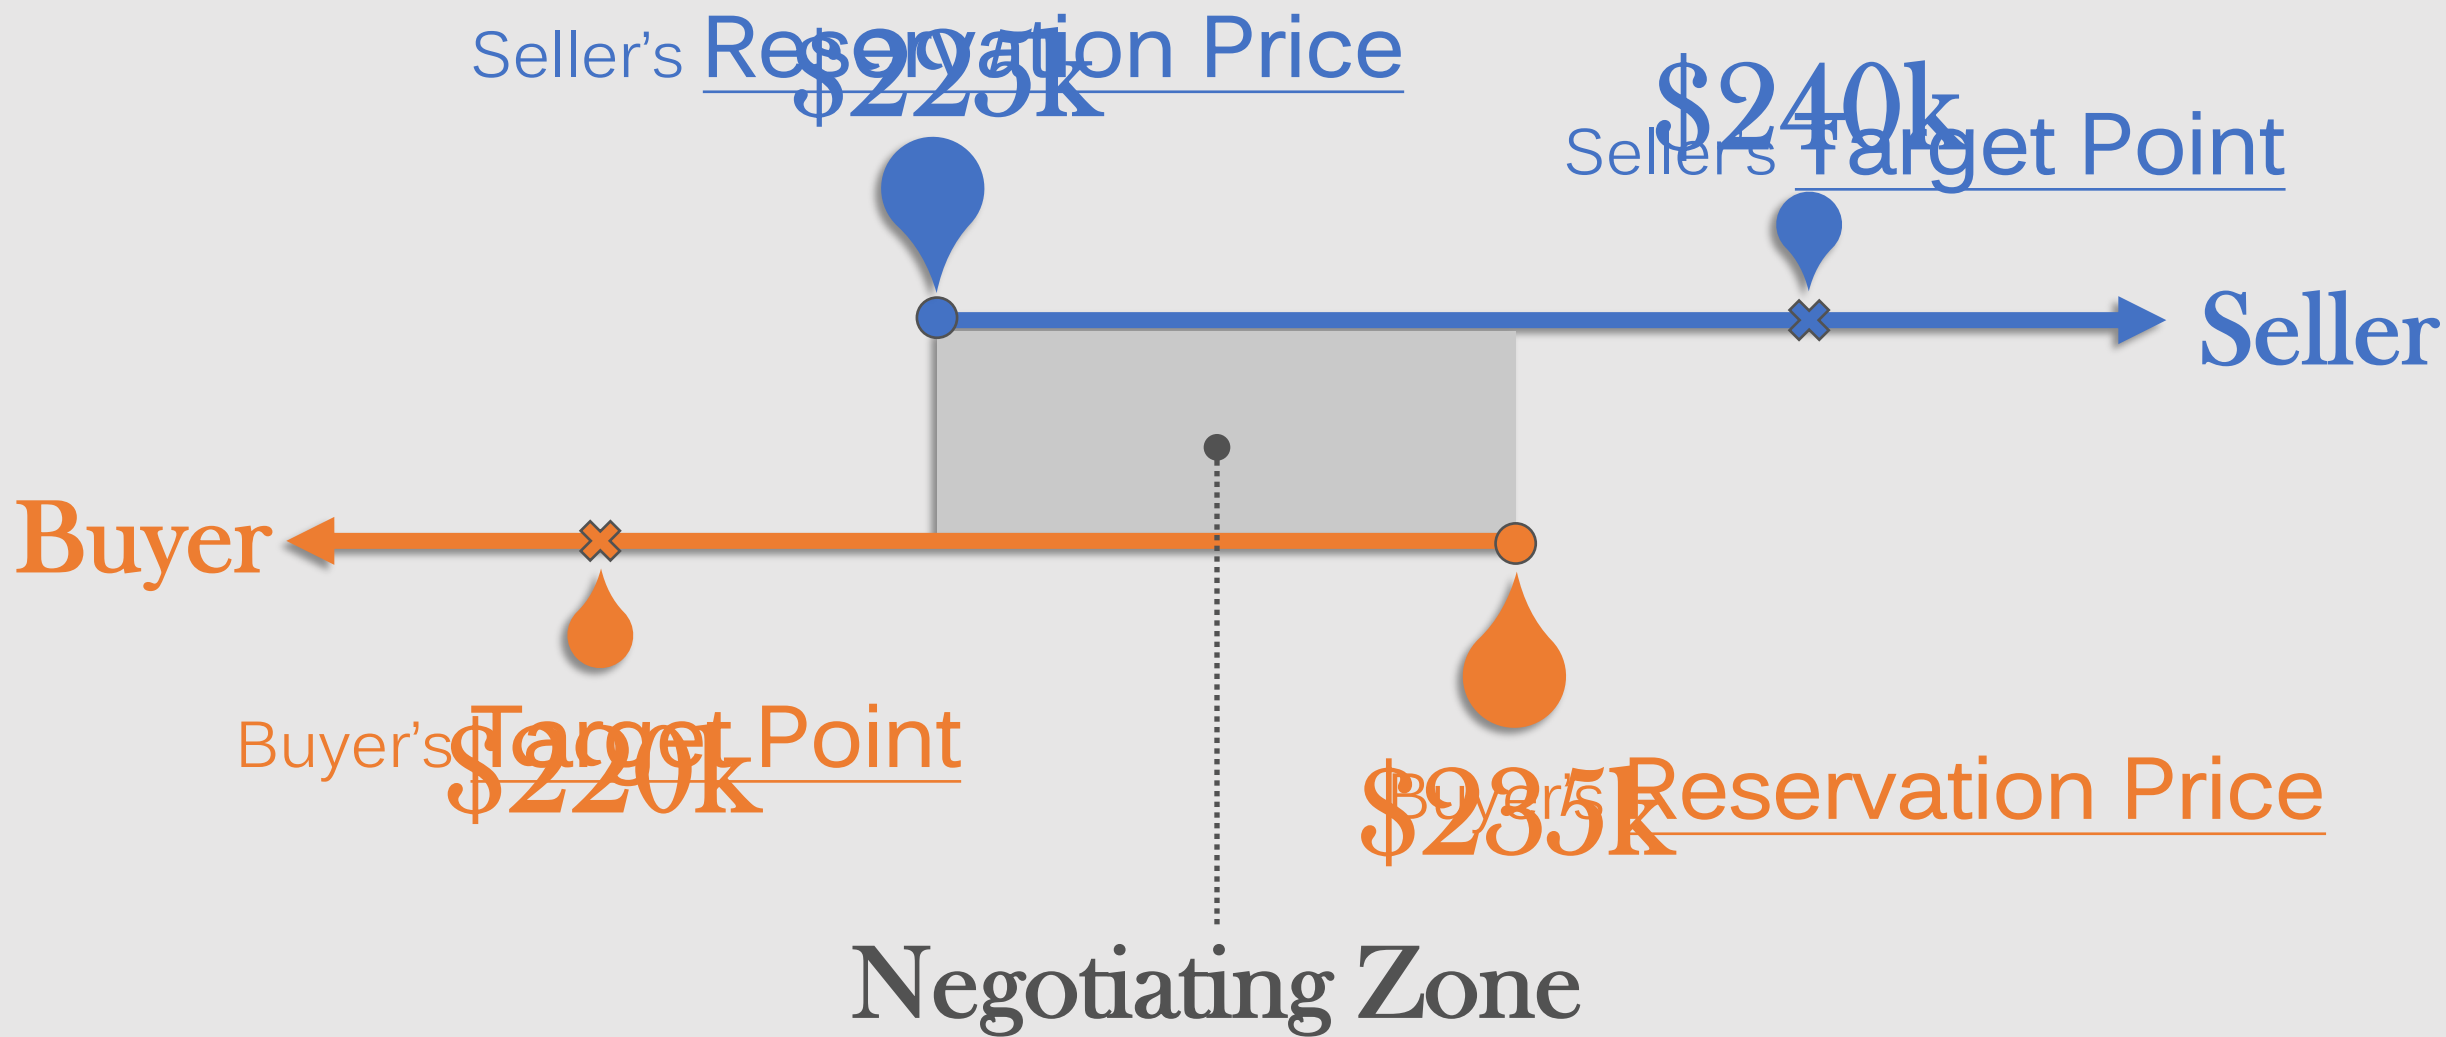 Seller’s Reservation Price
$225k
$240k
Seller’s Target Point
Seller
Buyer
Buyer’s Target Point
$220k
Buyer’s Reservation Price
$235k
Negotiating Zone